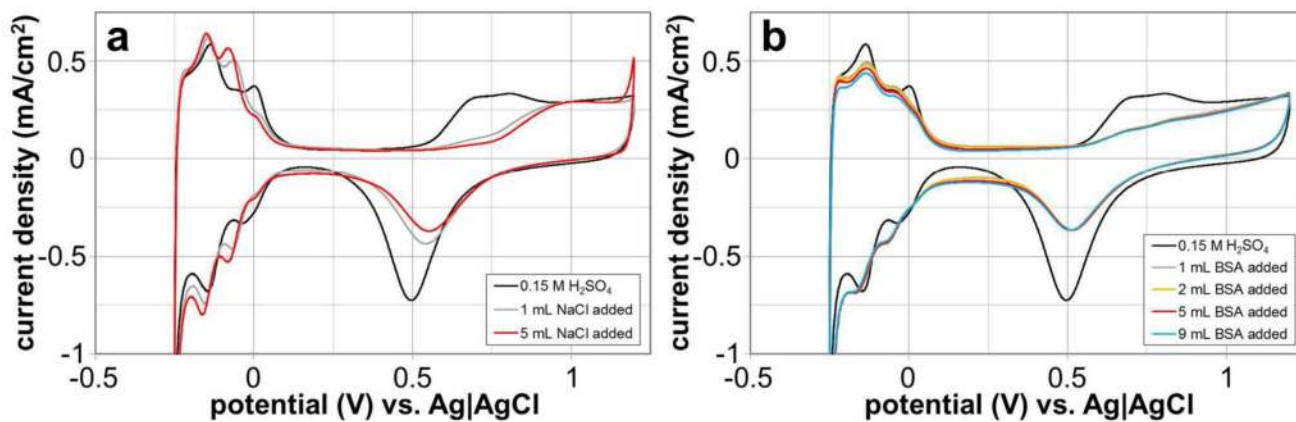 a
current density (mA/cm²)
0.5
0
-0.5
-1
-0.5
0
0.5
1
potential (V) vs. Ag|AgCl
0.15 M H₂SO₄
1 mL NaCl added
5 mL NaCl added
b
current density (mA/cm²)
0.5
0
-0.5
-1
-0.5
0
0.5
1
potential (V) vs. Ag|AgCl
0.15 M H₂SO₄
1 mL BSA added
2 mL BSA added
5 mL BSA added
9 mL BSA added